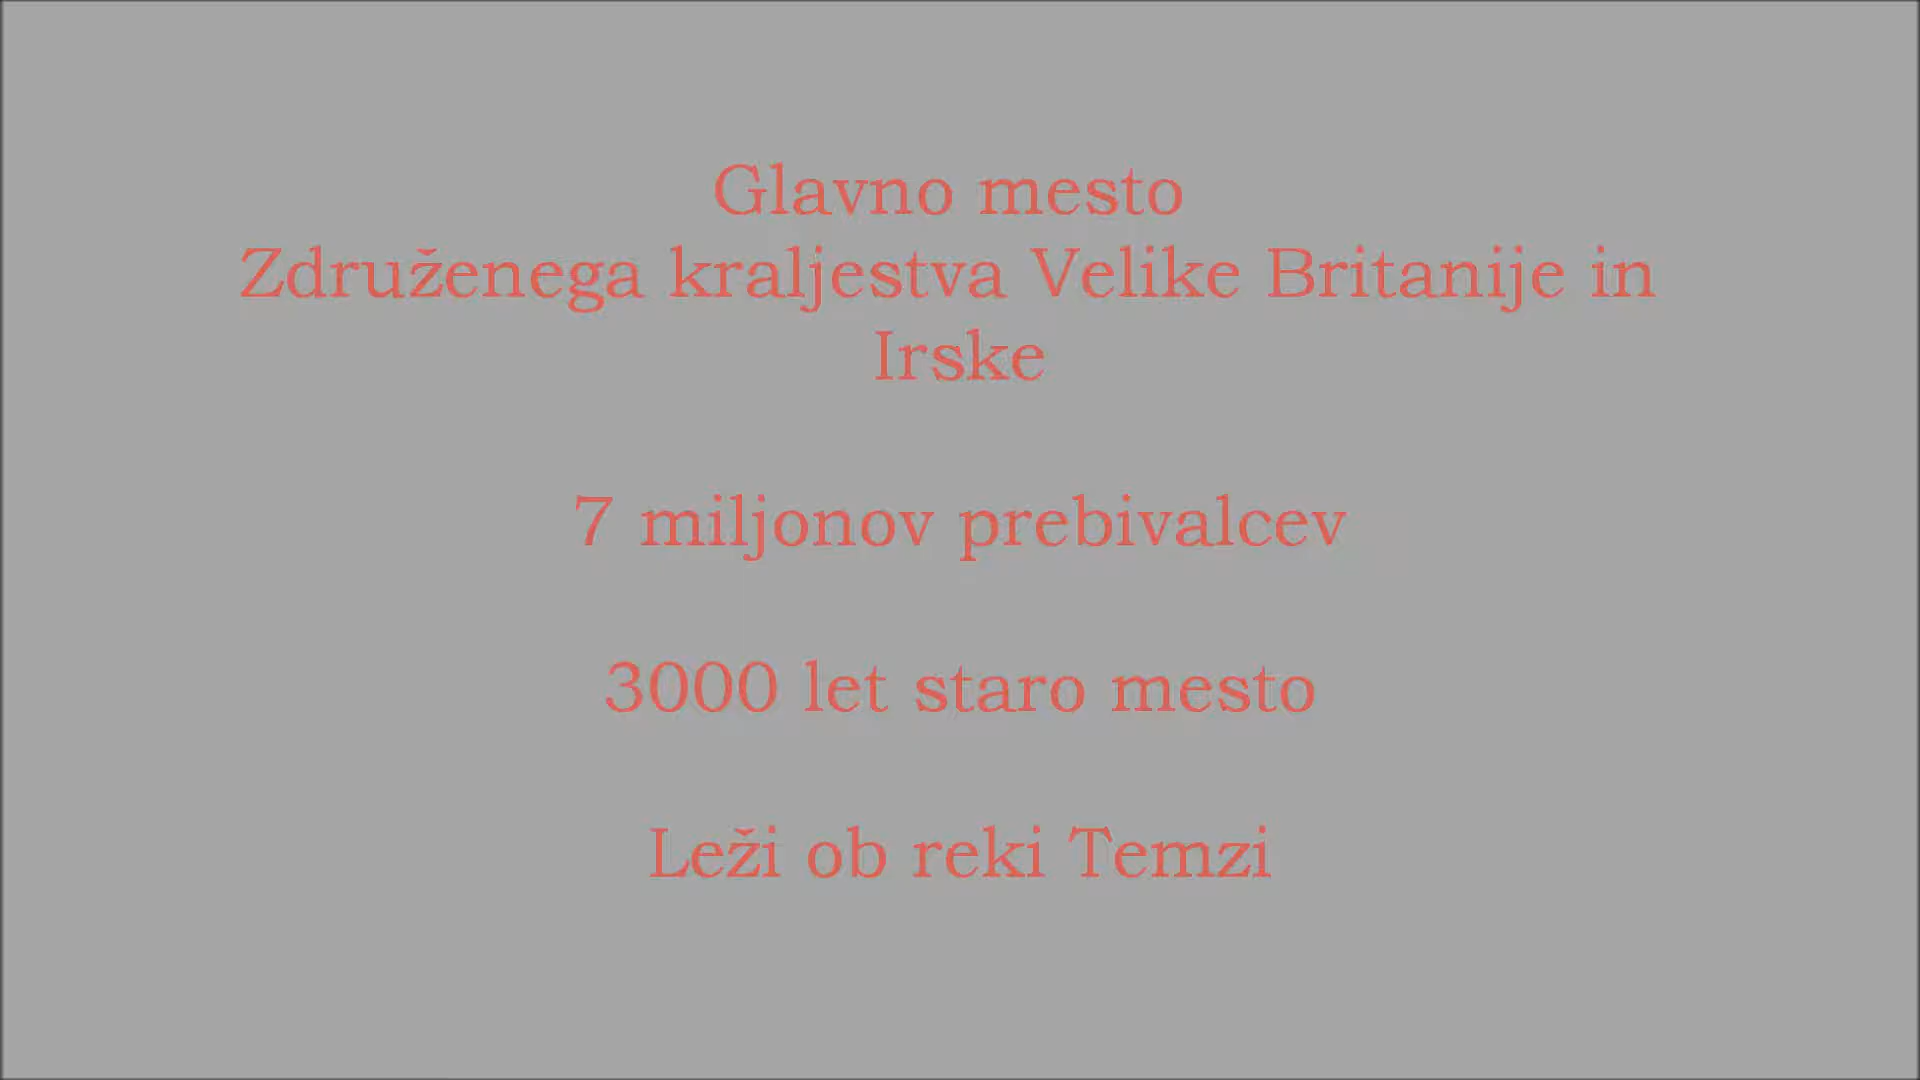 Glavno mesto
Združenega kraljestva Velike Britanije in
Irske
7 miljonov prebivalcev
3000 let staro mesto
Leži ob reki Temzi